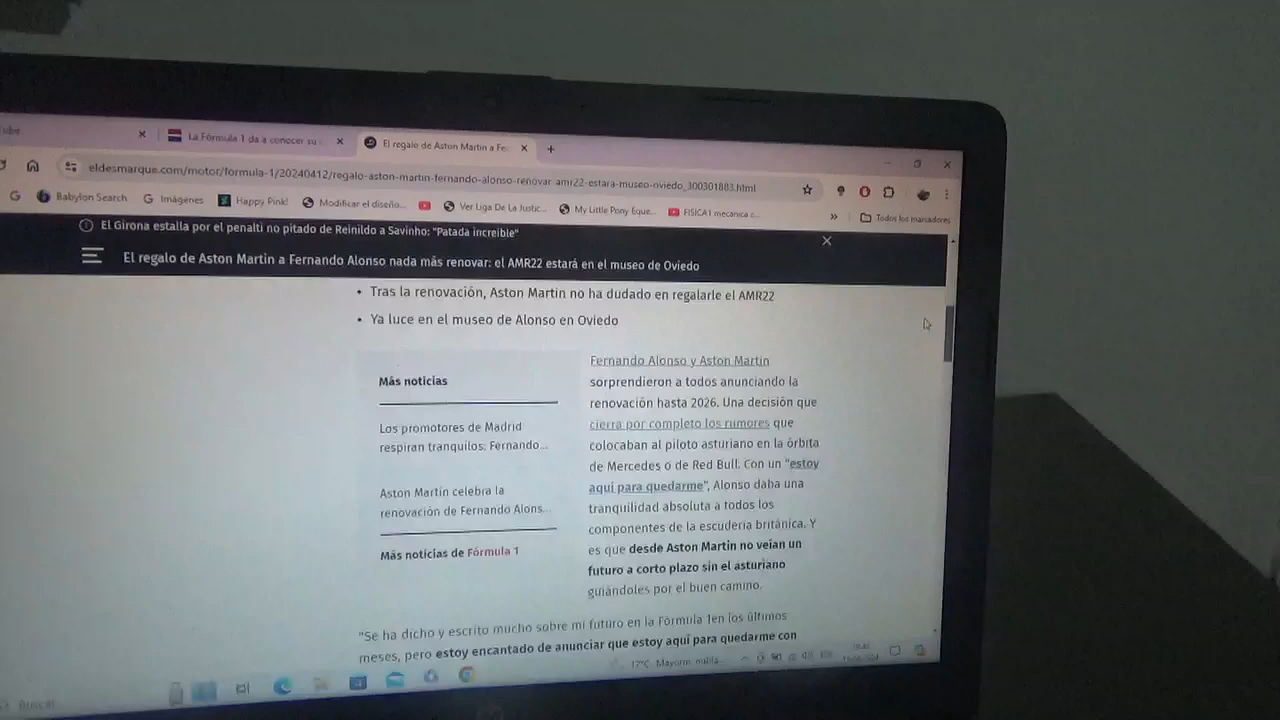 La Fórmula 1 da a conocer su
El regalo de Aston Martin a Fe
eldesmarque.com/motor/formula-1/20240412/regalo-aston-martin-fernando-alonso-renovar-amr22-estara-museo-oviedo_300301883.html
G Babylon Search G Imágenes Happy Pink! Modificar el diseño... Ver Liga De La Justic... My Little Pony Eque... FISICA1 mecanica c... » Todos los marcadores
El Girona estalla por el penalti no pitado de Reinildo a Savinho: "Patada increíble"
El regalo de Aston Martin a Fernando Alonso nada más renovar: el AMR22 estará en el museo de Oviedo
• Tras la renovación, Aston Martin no ha dudado en regalarle el AMR22
• Ya luce en el museo de Alonso en Oviedo
Más noticias
Los promotores de Madrid
respiran tranquilos: Fernando...
Aston Martin celebra la
renovación de Fernando Alons...
Más noticias de Fórmula 1
Fernando Alonso y Aston Martin
sorprendieron a todos anunciando la
renovación hasta 2026. Una decisión que
cierra por completo los rumores que
colocaban al piloto asturiano en la órbita
de Mercedes o de Red Bull. Con un "estoy
aquí para quedarme", Alonso daba una
tranquilidad absoluta a todos los
componentes de la escudería británica. Y
es que desde Aston Martin no veían un
futuro a corto plazo sin el asturiano
guiándoles por el buen camino.
"Se ha dicho y escrito mucho sobre mi futuro en la Fórmula 1en los últimos
meses, pero estoy encantado de anunciar que estoy aquí para quedarme con
17°C Mayorm. nubla...